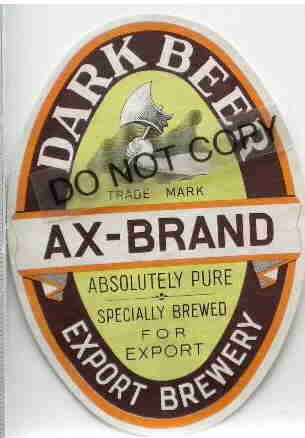 DARK BEER
DO NOT COPY
TRADE MARK
AX-BRAND
ABSOLUTELY PURE
SPECIALLY BREWED
FOR
EXPORT
EXPORT BREWERY